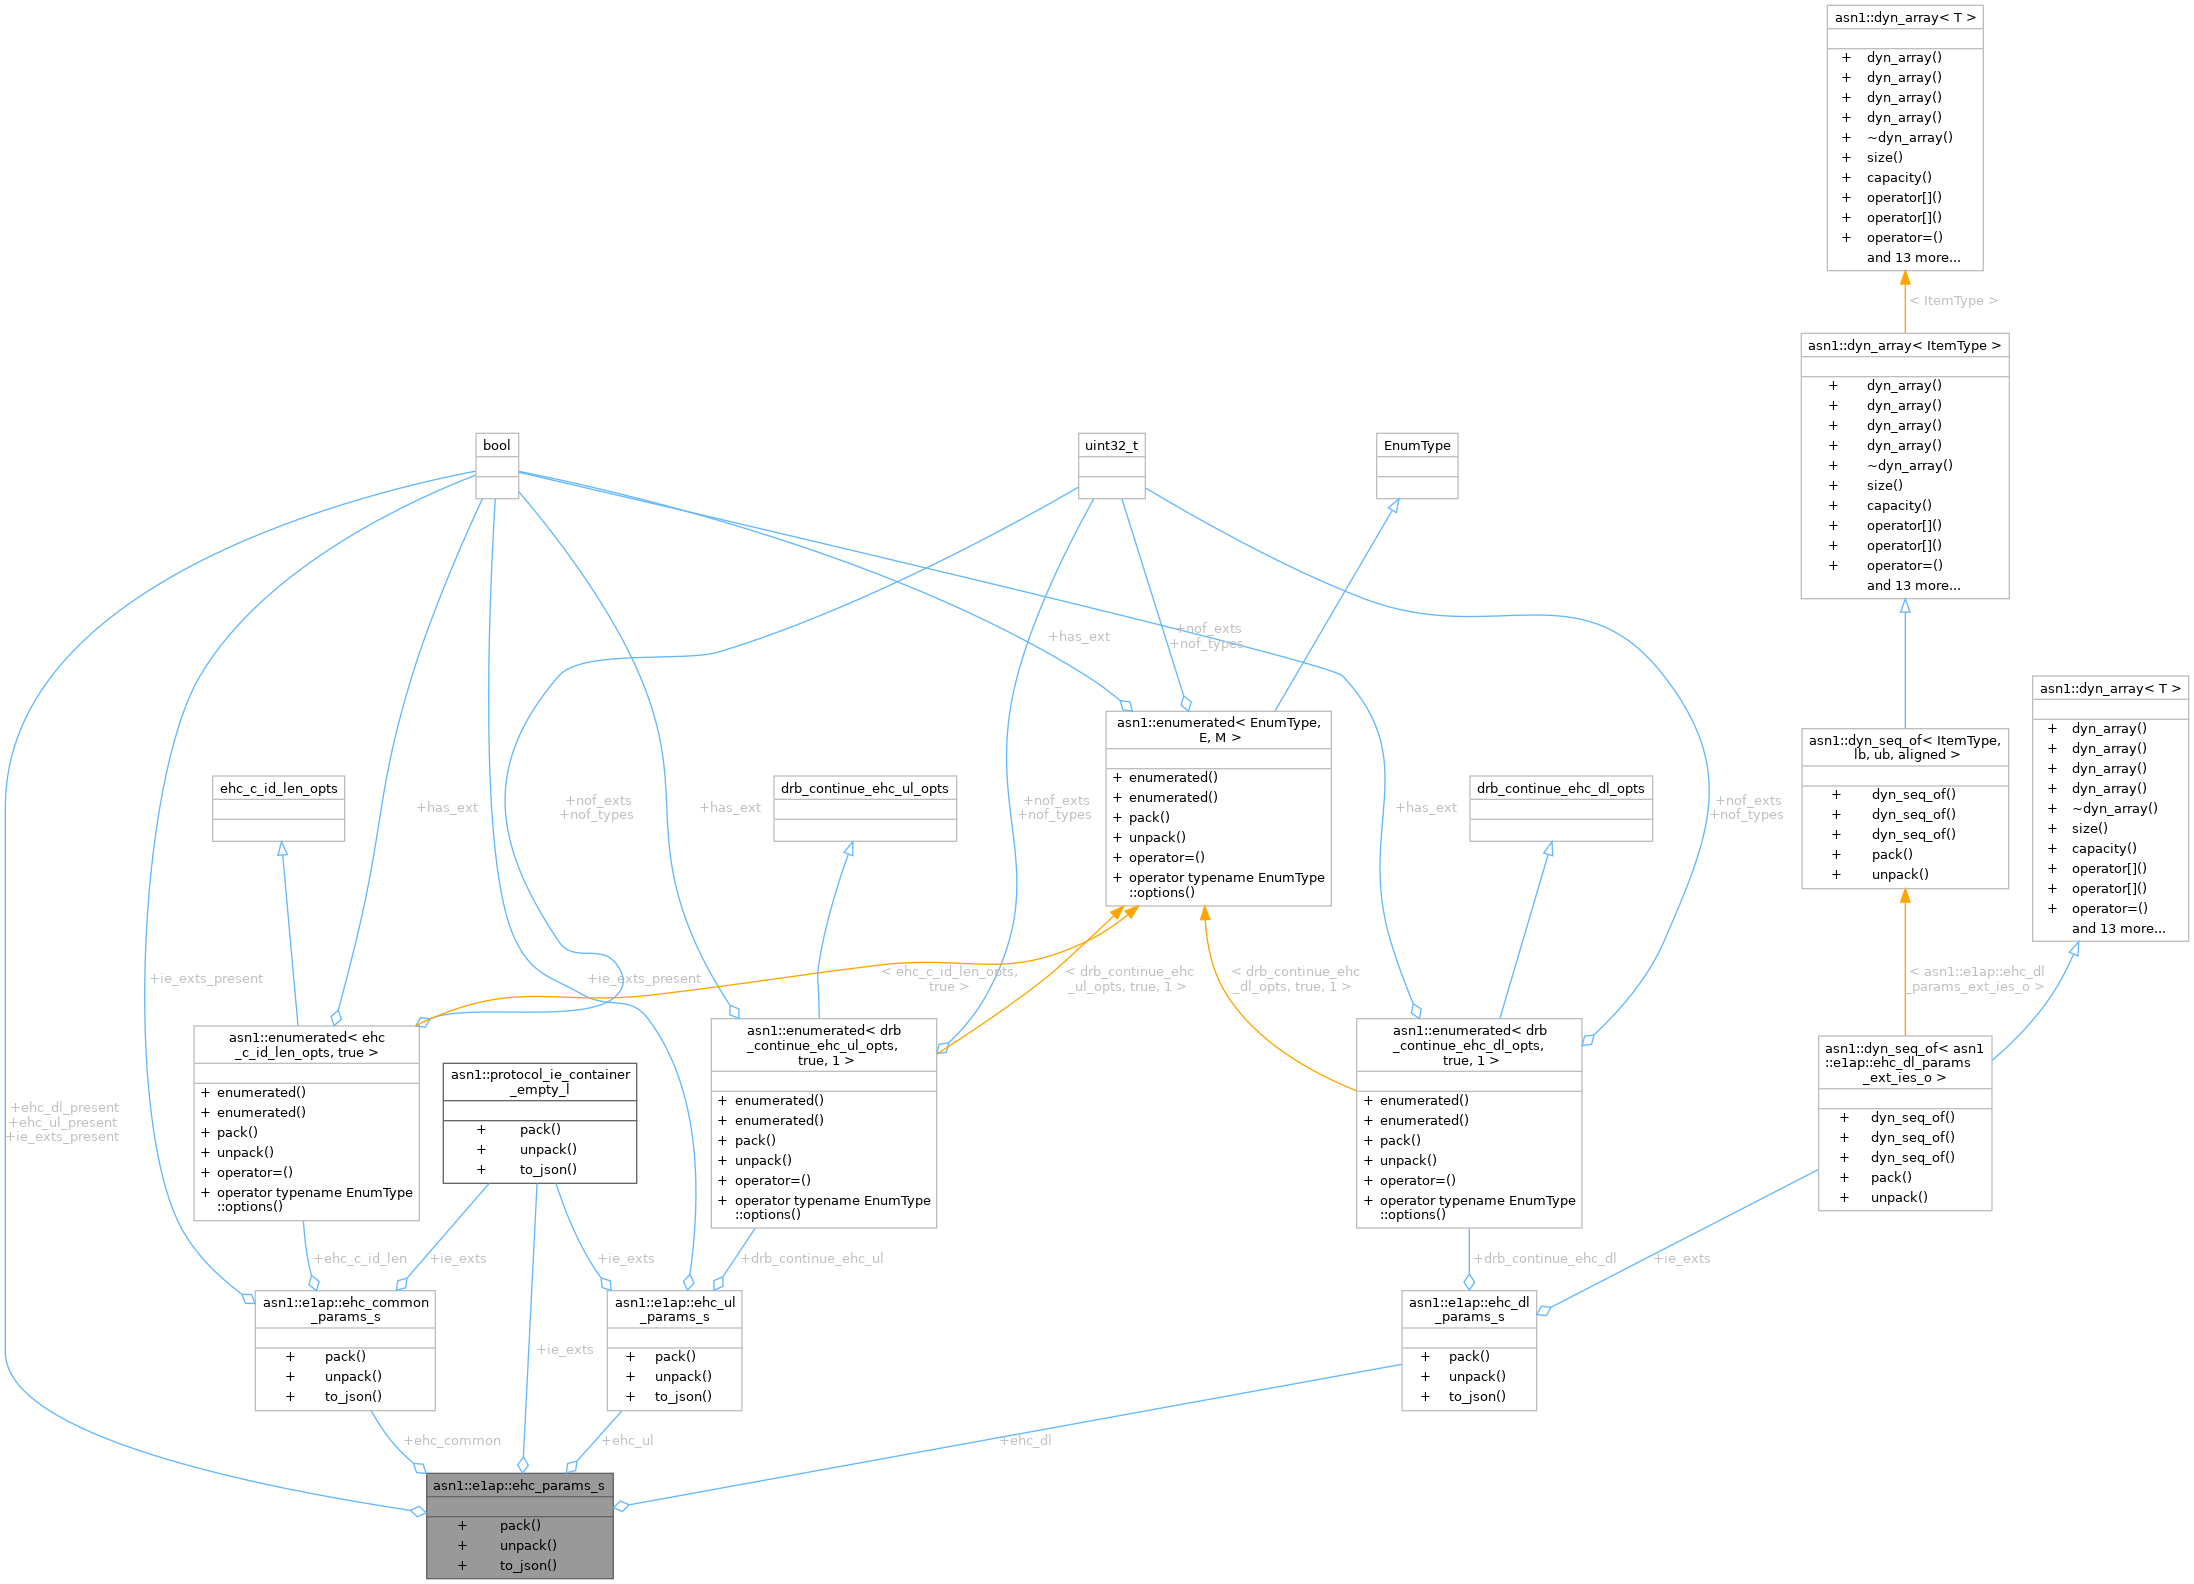 asn1::dyn_array< T >
+ dyn_array()
+ dyn_array()
+ dyn_array()
+ dyn_array()
+ ~dyn_array()
+ size()
+ capacity()
+ operator[]()
+ operator[]()
+ operator=()
and 13 more...
< ItemType >
asn1::dyn_array< ItemType >
+ dyn_array()
+ dyn_array()
+ dyn_array()
+ dyn_array()
+ ~dyn_array()
+ size()
+ capacity()
+ operator[]()
+ operator[]()
+ operator=()
and 13 more...
bool
uint32_t
EnumType
+has_ext
+nof_exts
+nof_types
asn1::enumerated< EnumType,
E, M >
+ enumerated()
+ enumerated()
+ pack()
+ unpack()
+ operator=()
+ operator typename EnumType
::options()
asn1::dyn_seq_of< ItemType,
lb, ub, aligned >
+ dyn_seq_of()
+ dyn_seq_of()
+ dyn_seq_of()
+ pack()
+ unpack()
asn1::dyn_array< T >
+ dyn_array()
+ dyn_array()
+ dyn_array()
+ dyn_array()
+ ~dyn_array()
+ size()
+ capacity()
+ operator[]()
+ operator[]()
+ operator=()
and 13 more...
ehc_c_id_len_opts
+has_ext
+nof_exts
+nof_types
+has_ext
drb_continue_ehc_ul_opts
+nof_exts
+nof_types
+has_ext
drb_continue_ehc_dl_opts
+nof_exts
+nof_types
+ie_exts_present
+ie_exts_present
< ehc_c_id_len_opts,
true >
< drb_continue_ehc
_ul_opts, true, 1 >
< drb_continue_ehc
_dl_opts, true, 1 >
< asn1::e1ap::ehc_dl
_params_ext_ies_o >
+ehc_dl_present
+ehc_ul_present
+ie_exts_present
asn1::enumerated< ehc
_c_id_len_opts, true >
+ enumerated()
+ enumerated()
+ pack()
+ unpack()
+ operator=()
+ operator typename EnumType
::options()
asn1::protocol_ie_container
_empty_l
+ pack()
+ unpack()
+ to_json()
asn1::enumerated< drb
_continue_ehc_ul_opts,
true, 1 >
+ enumerated()
+ enumerated()
+ pack()
+ unpack()
+ operator=()
+ operator typename EnumType
::options()
asn1::enumerated< drb
_continue_ehc_dl_opts,
true, 1 >
+ enumerated()
+ enumerated()
+ pack()
+ unpack()
+ operator=()
+ operator typename EnumType
::options()
asn1::dyn_seq_of< asn1
::e1ap::ehc_dl_params
_ext_ies_o >
+ dyn_seq_of()
+ dyn_seq_of()
+ dyn_seq_of()
+ pack()
+ unpack()
+ehc_c_id_len
+ie_exts
+ie_exts
+drb_continue_ehc_ul
+drb_continue_ehc_dl
+ie_exts
asn1::e1ap::ehc_common
_params_s
+ pack()
+ unpack()
+ to_json()
+ie_exts
asn1::e1ap::ehc_ul
_params_s
+ pack()
+ unpack()
+ to_json()
asn1::e1ap::ehc_dl
_params_s
+ pack()
+ unpack()
+ to_json()
+ehc_common
+ehc_ul
+ehc_dl
asn1::e1ap::ehc_params_s
+ pack()
+ unpack()
+ to_json()